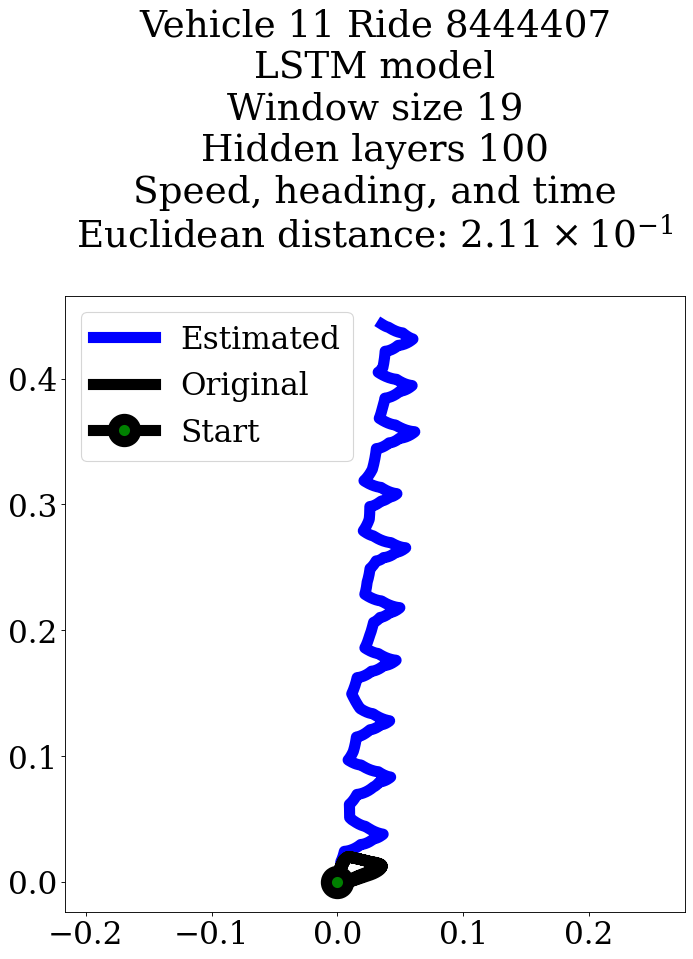 Vehicle 11 Ride 8444407
LSTM model
Window size 19
Hidden layers 100
Speed, heading, and time
Euclidean distance: 2.11 × 10⁻¹
Estimated
Original
Start
0.4
0.3
0.2
0.1
0.0
−0.2 −0.1 0.0 0.1 0.2